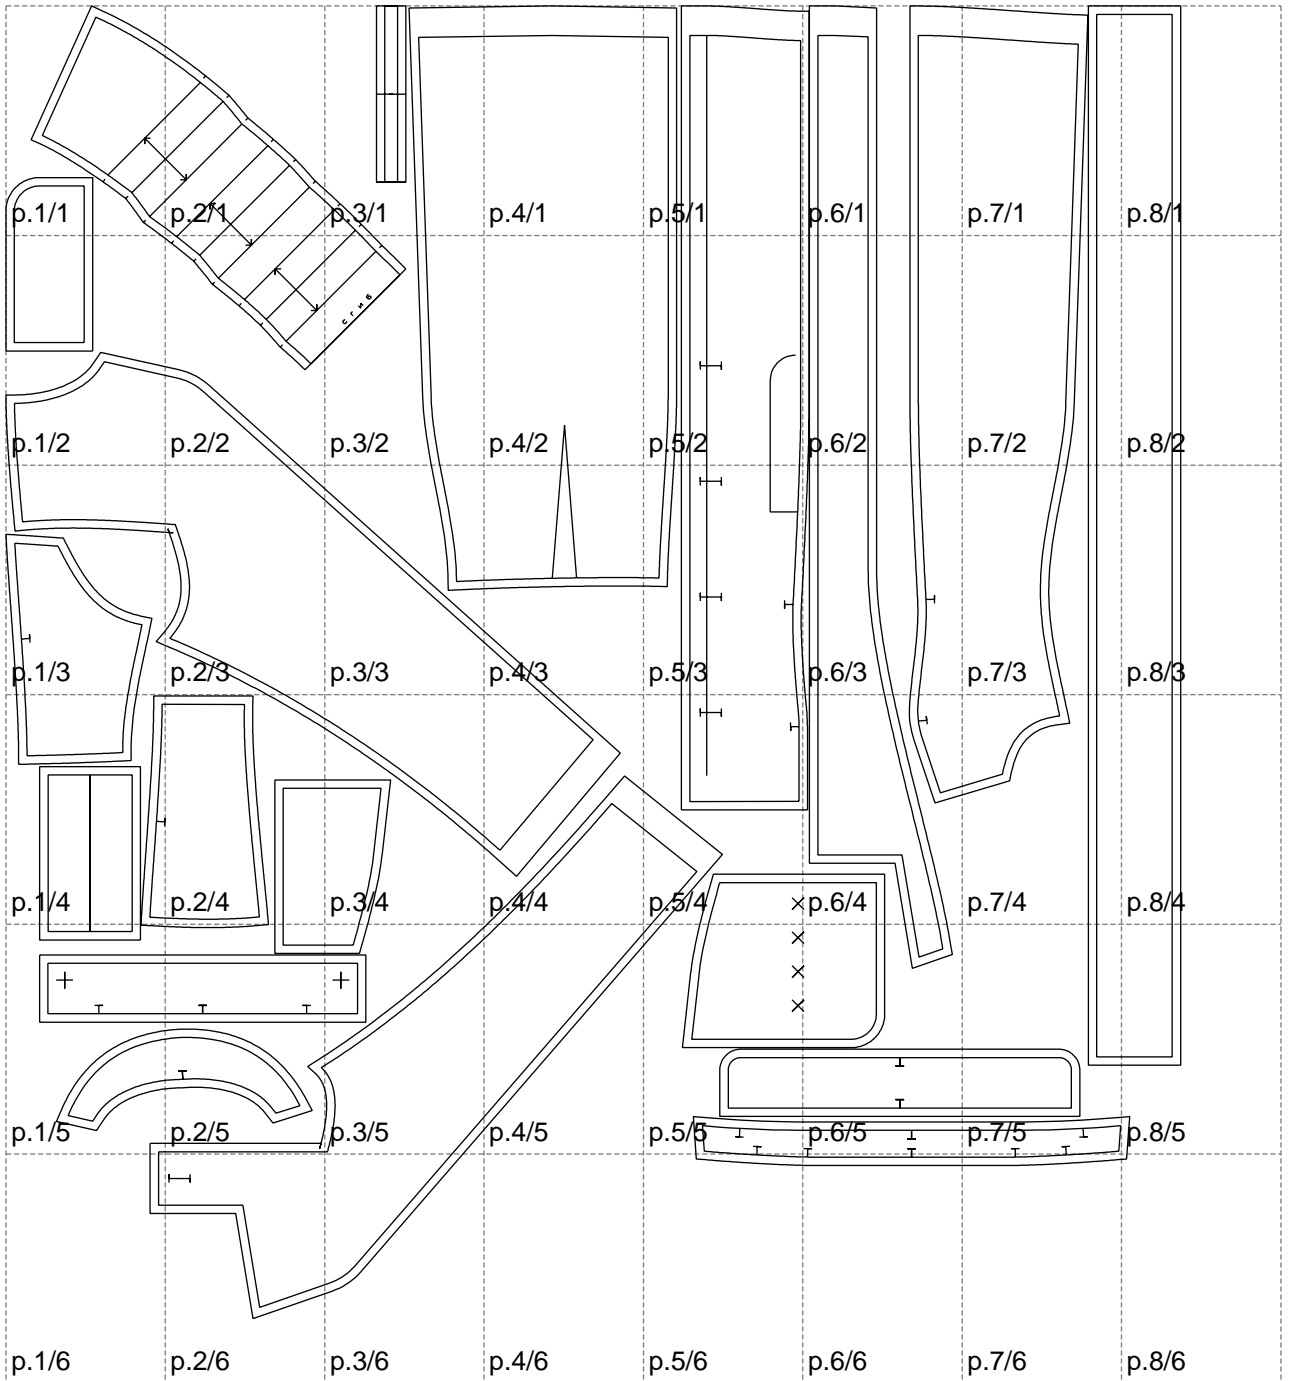 p.1/1 p.2/1 p.3/1 p.4/1 p.5/1 p.6/1 p.7/1 p.8/1
сгиб
p.1/2 p.2/2 p.3/2 p.4/2 p.5/2 p.6/2 p.7/2 p.8/2
p.1/3 p.2/3 p.3/3 p.4/3 p.5/3 p.6/3 p.7/3 p.8/3
p.1/4 p.2/4 p.3/4 p.4/4 p.5/4 p.6/4 p.7/4 p.8/4
p.1/5 p.2/5 p.3/5 p.4/5 p.5/5 p.6/5 p.7/5 p.8/5
p.1/6 p.2/6 p.3/6 p.4/6 p.5/6 p.6/6 p.7/6 p.8/6